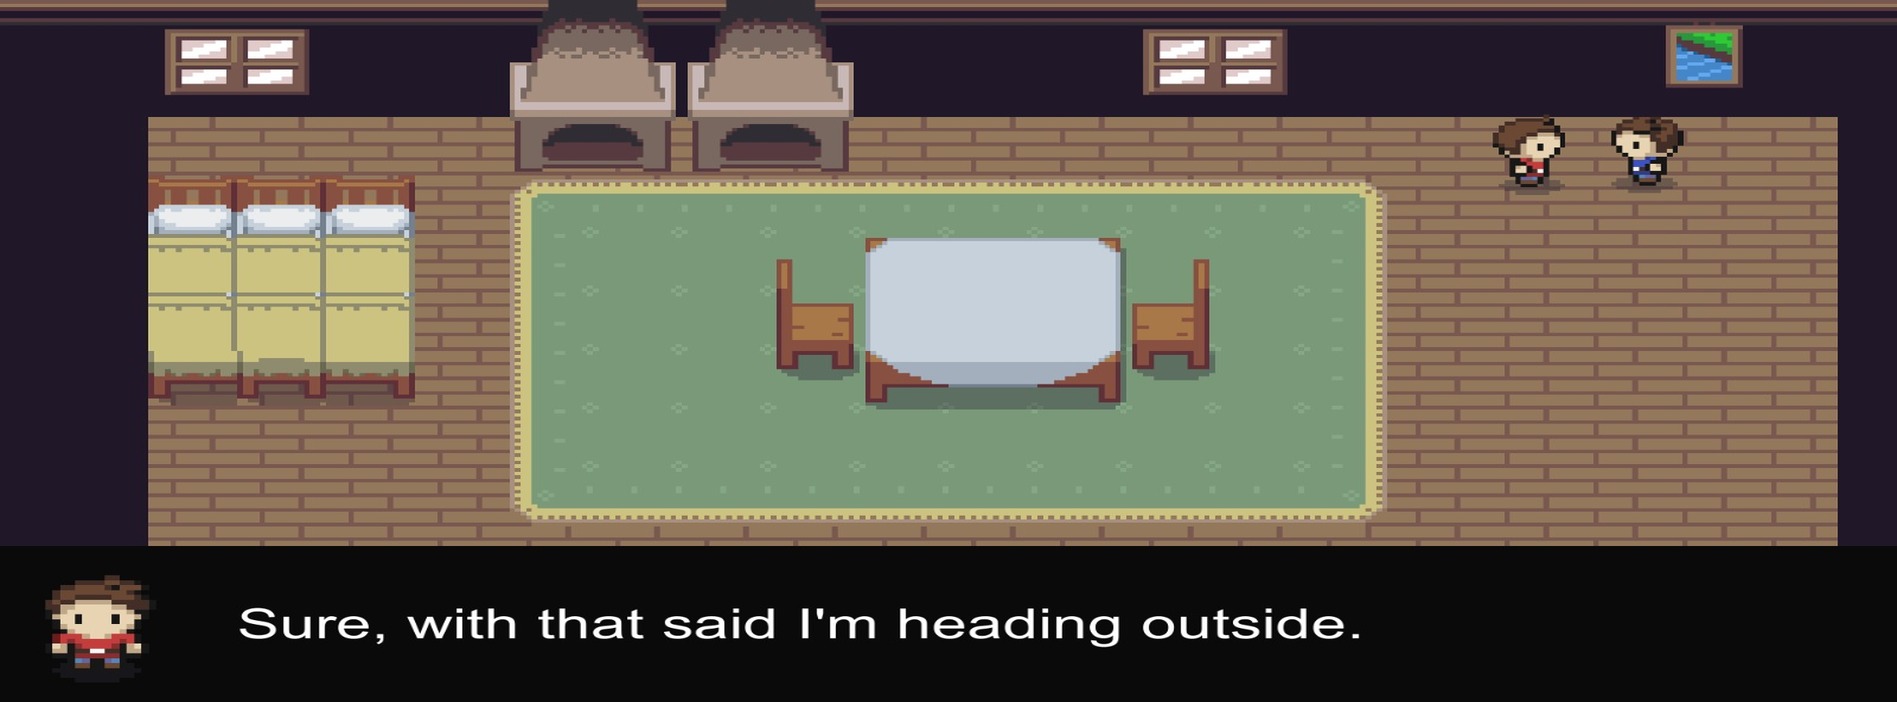 Sure, with that said I'm heading outside.